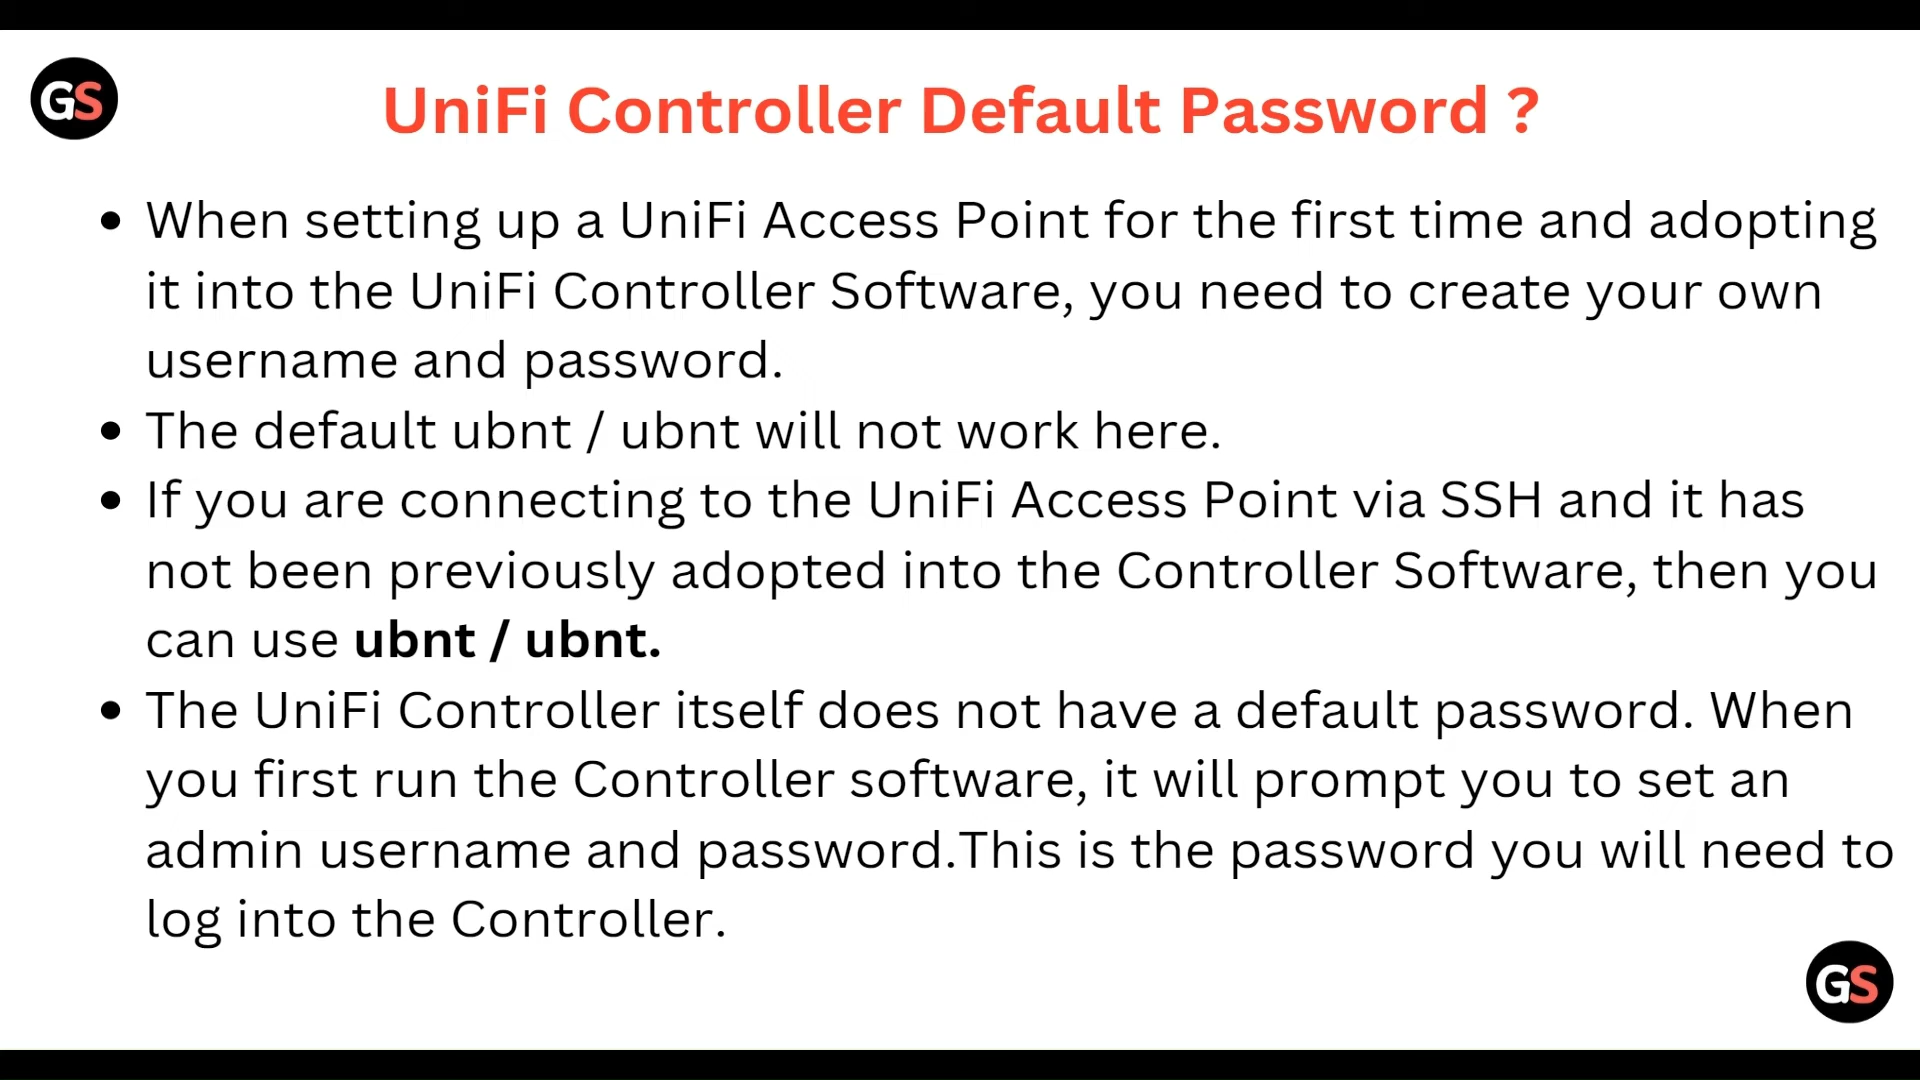 GS
UniFi Controller Default Password ?
• When setting up a UniFi Access Point for the first time and adopting
it into the UniFi Controller Software, you need to create your own
username and password.
• The default ubnt / ubnt will not work here.
• If you are connecting to the UniFi Access Point via SSH and it has
not been previously adopted into the Controller Software, then you
can use ubnt / ubnt.
• The UniFi Controller itself does not have a default password. When
you first run the Controller software, it will prompt you to set an
admin username and password.This is the password you will need to
log into the Controller.
GS